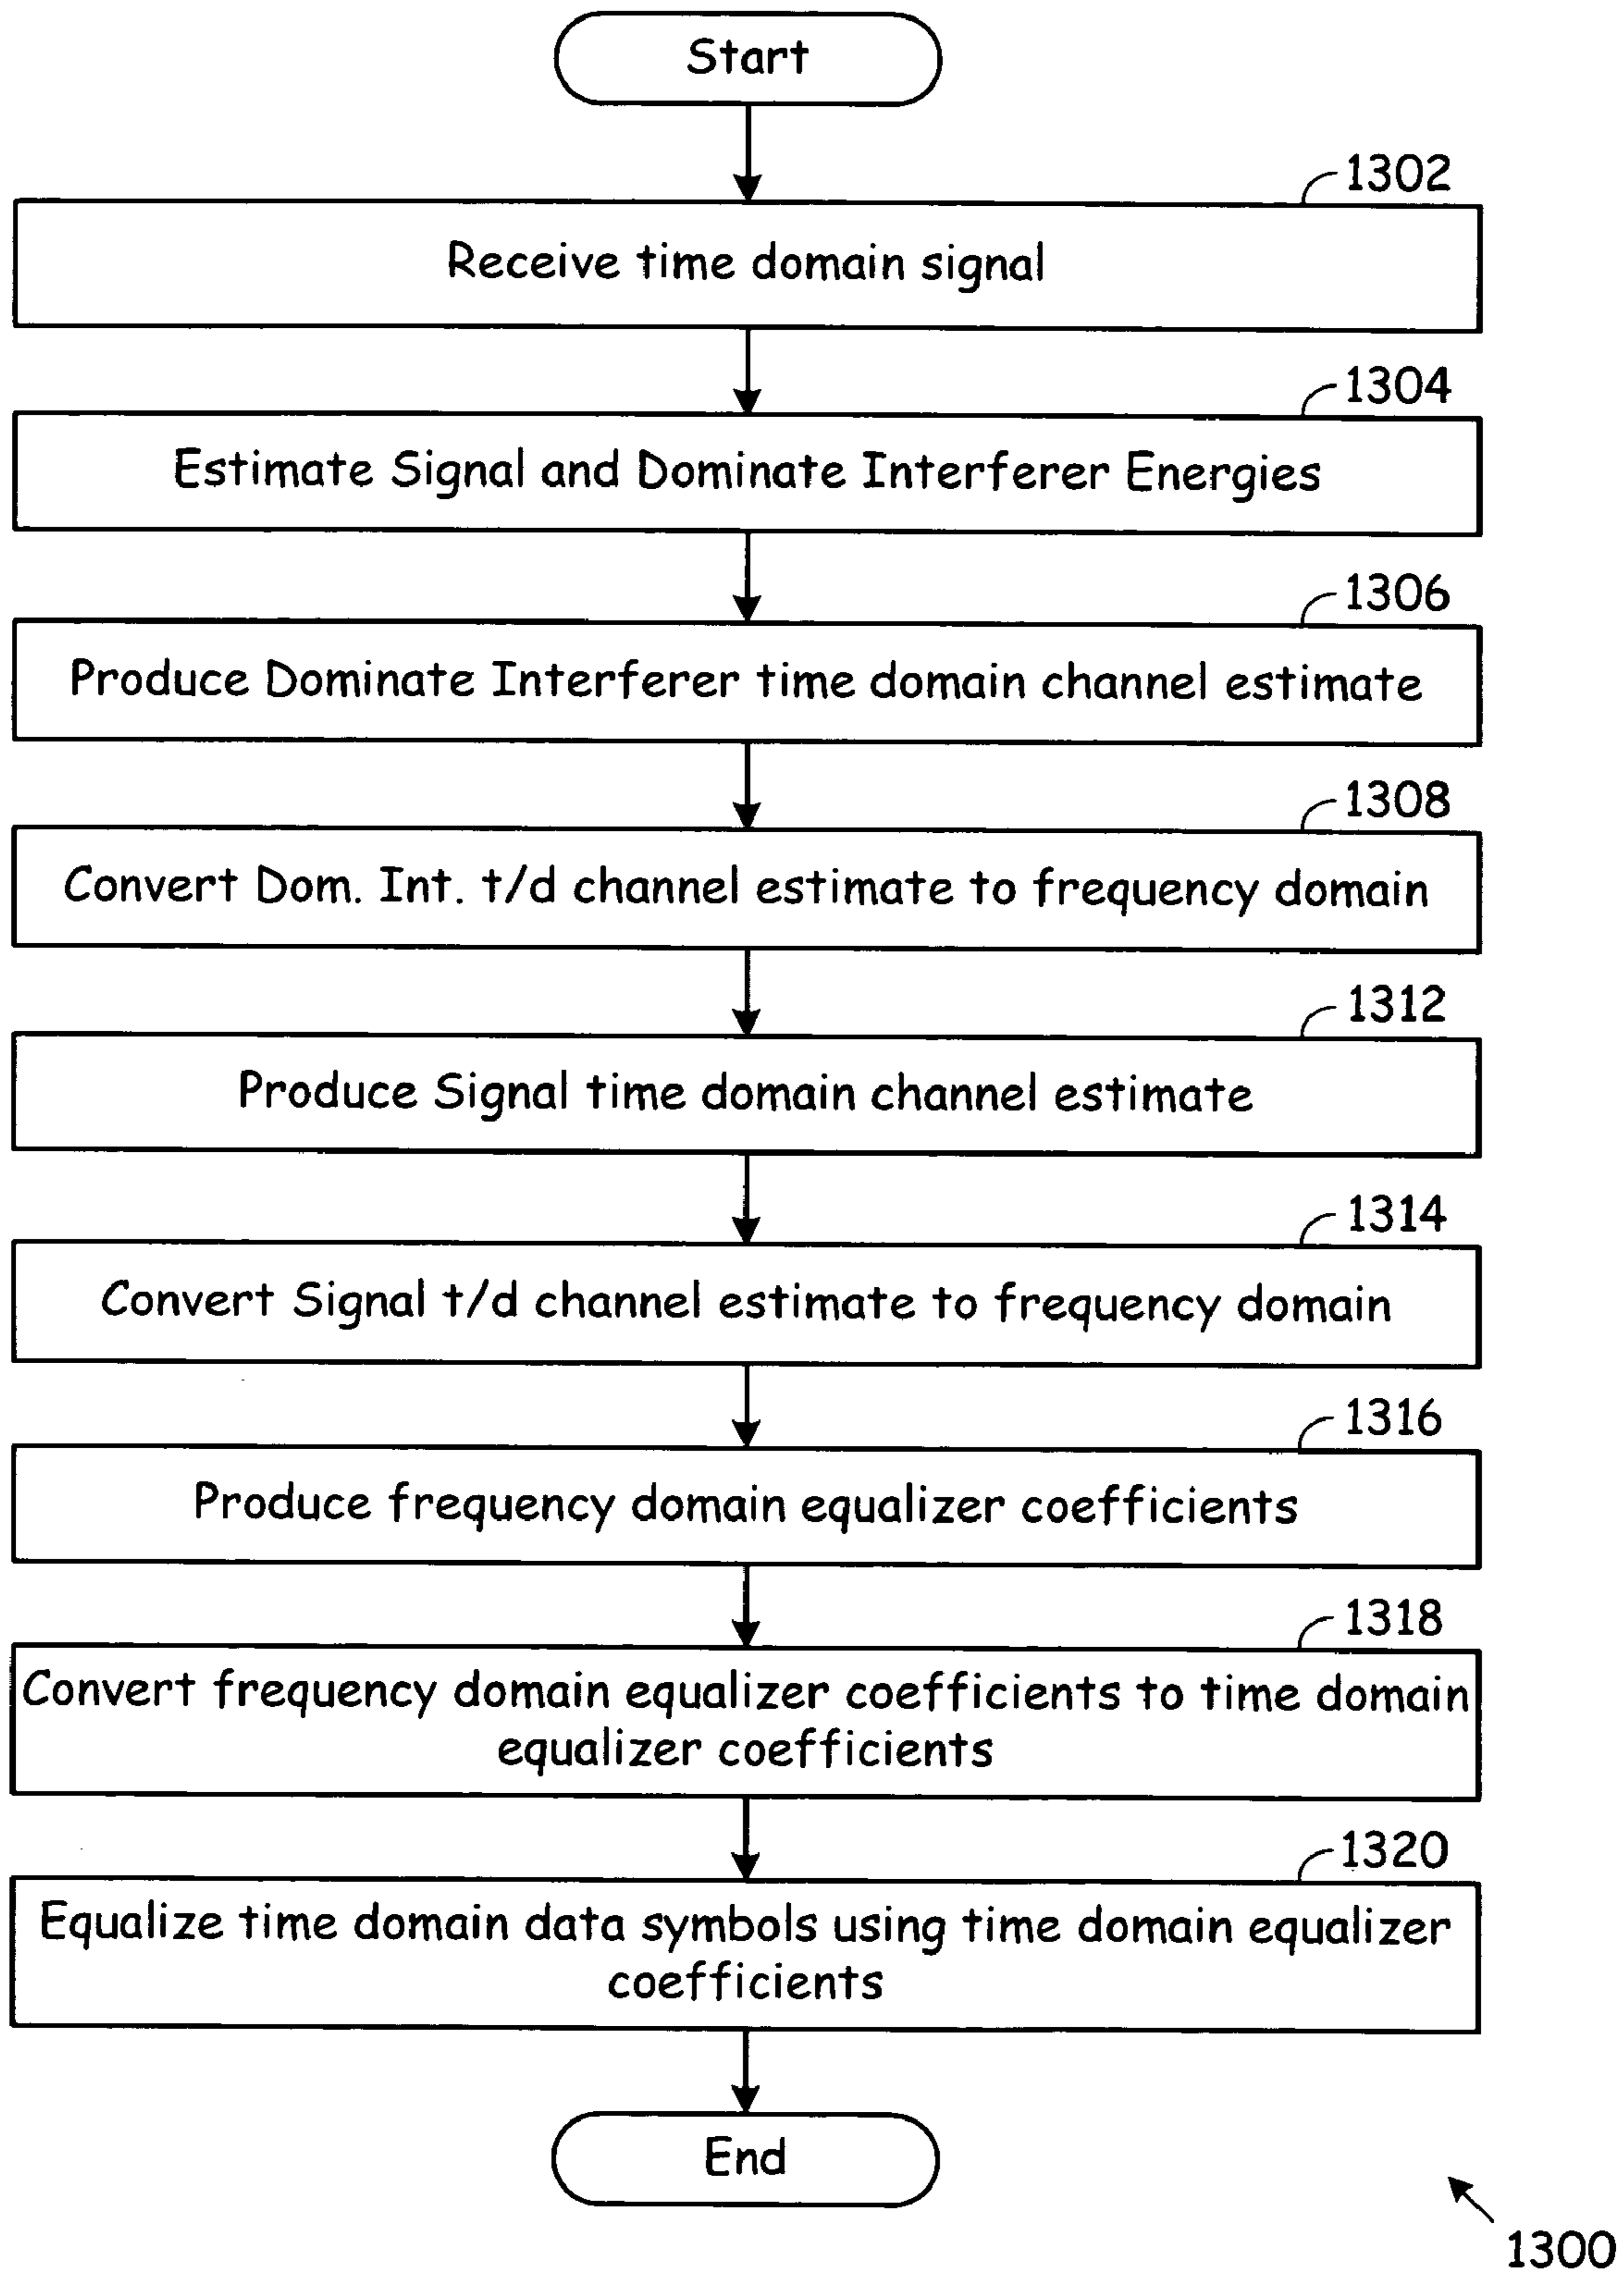 Start
1302
Receive time domain signal
1304
Estimate Signal and Dominate Interferer Energies
1306
Produce Dominate Interferer time domain channel estimate
1308
Convert Dom. Int. t/d channel estimate to frequency domain
1312
Produce Signal time domain channel estimate
1314
Convert Signal t/d channel estimate to frequency domain
1316
Produce frequency domain equalizer coefficients
1318
Convert frequency domain equalizer coefficients to time domain
equalizer coefficients
1320
Equalize time domain data symbols using time domain equalizer
coefficients
End
1300